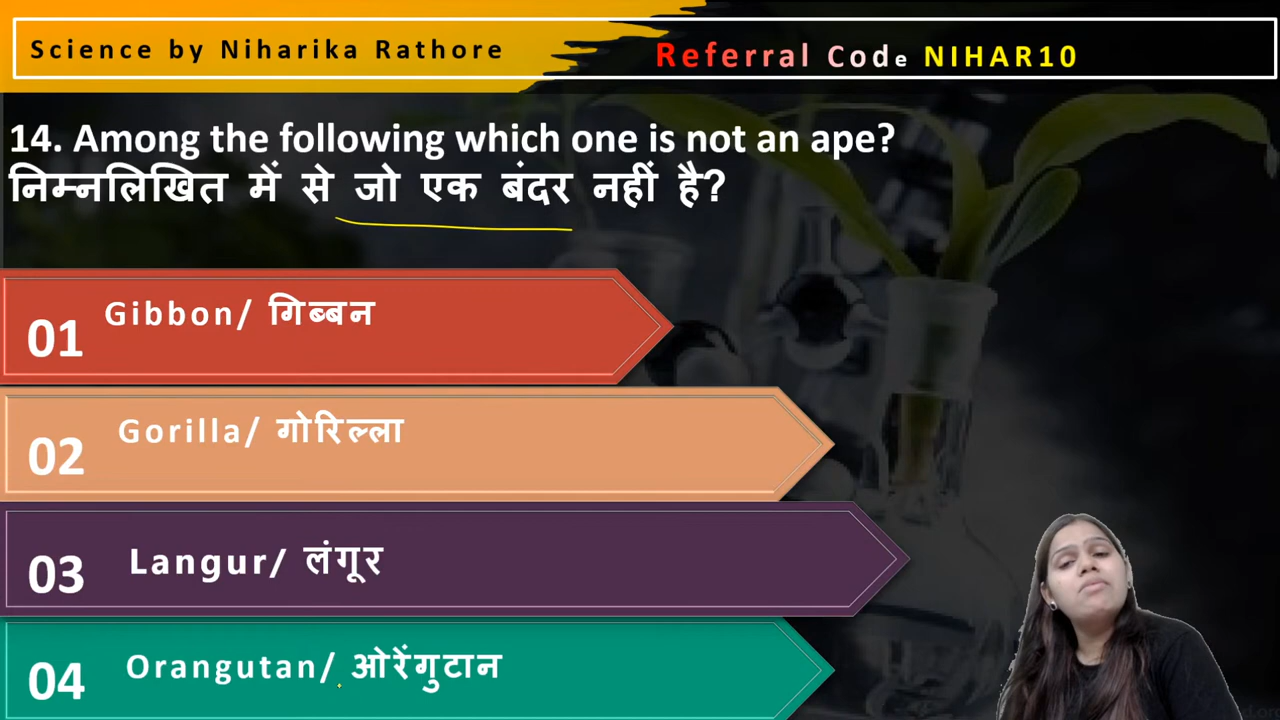 Science by Niharika Rathore
Referral Code NIHAR10
14. Among the following which one is not an ape?
निम्नलिखित में से जो एक बंदर नहीं है?
01 Gibbon/ गिब्बन
02 Gorilla/ गोरिल्ला
03 Langur/ लंगूर
04 Orangutan/ ओरेंगुटान